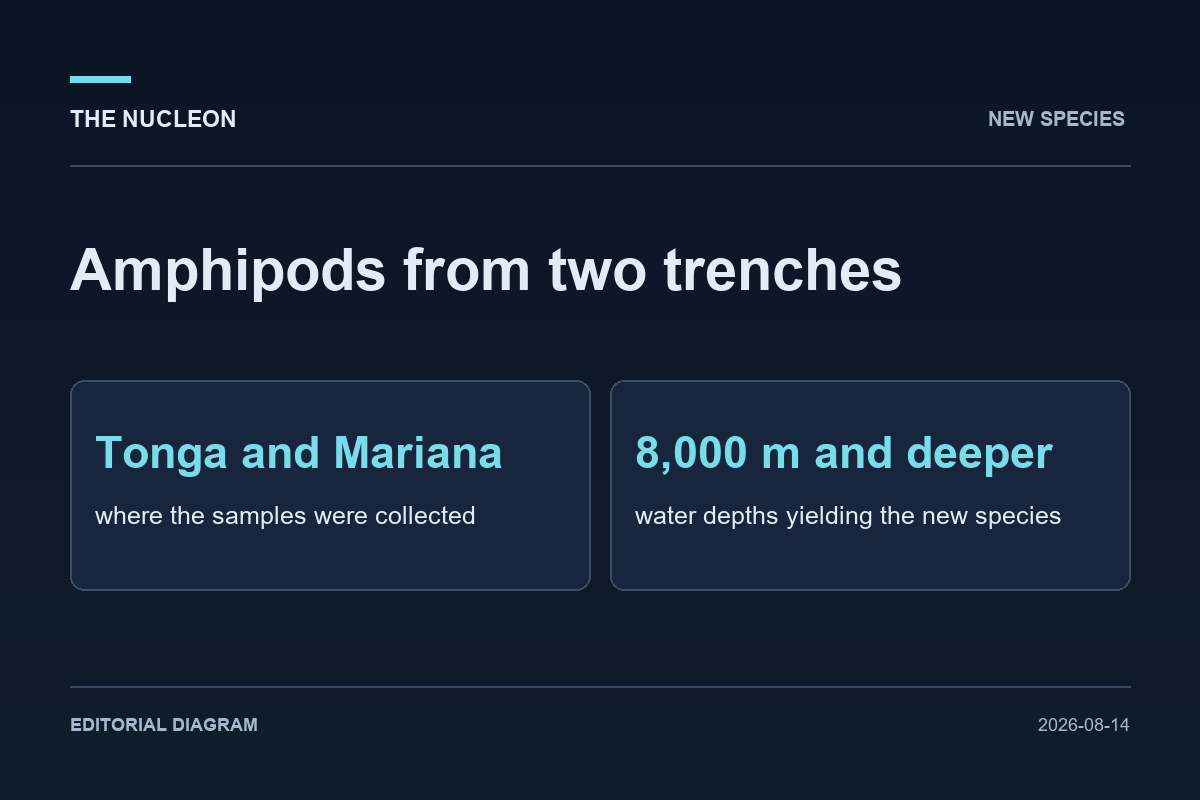 THE NUCLEON
NEW SPECIES
Amphipods from two trenches
Tonga and Mariana
where the samples were collected
8,000 m and deeper
water depths yielding the new species
EDITORIAL DIAGRAM
2026-08-14